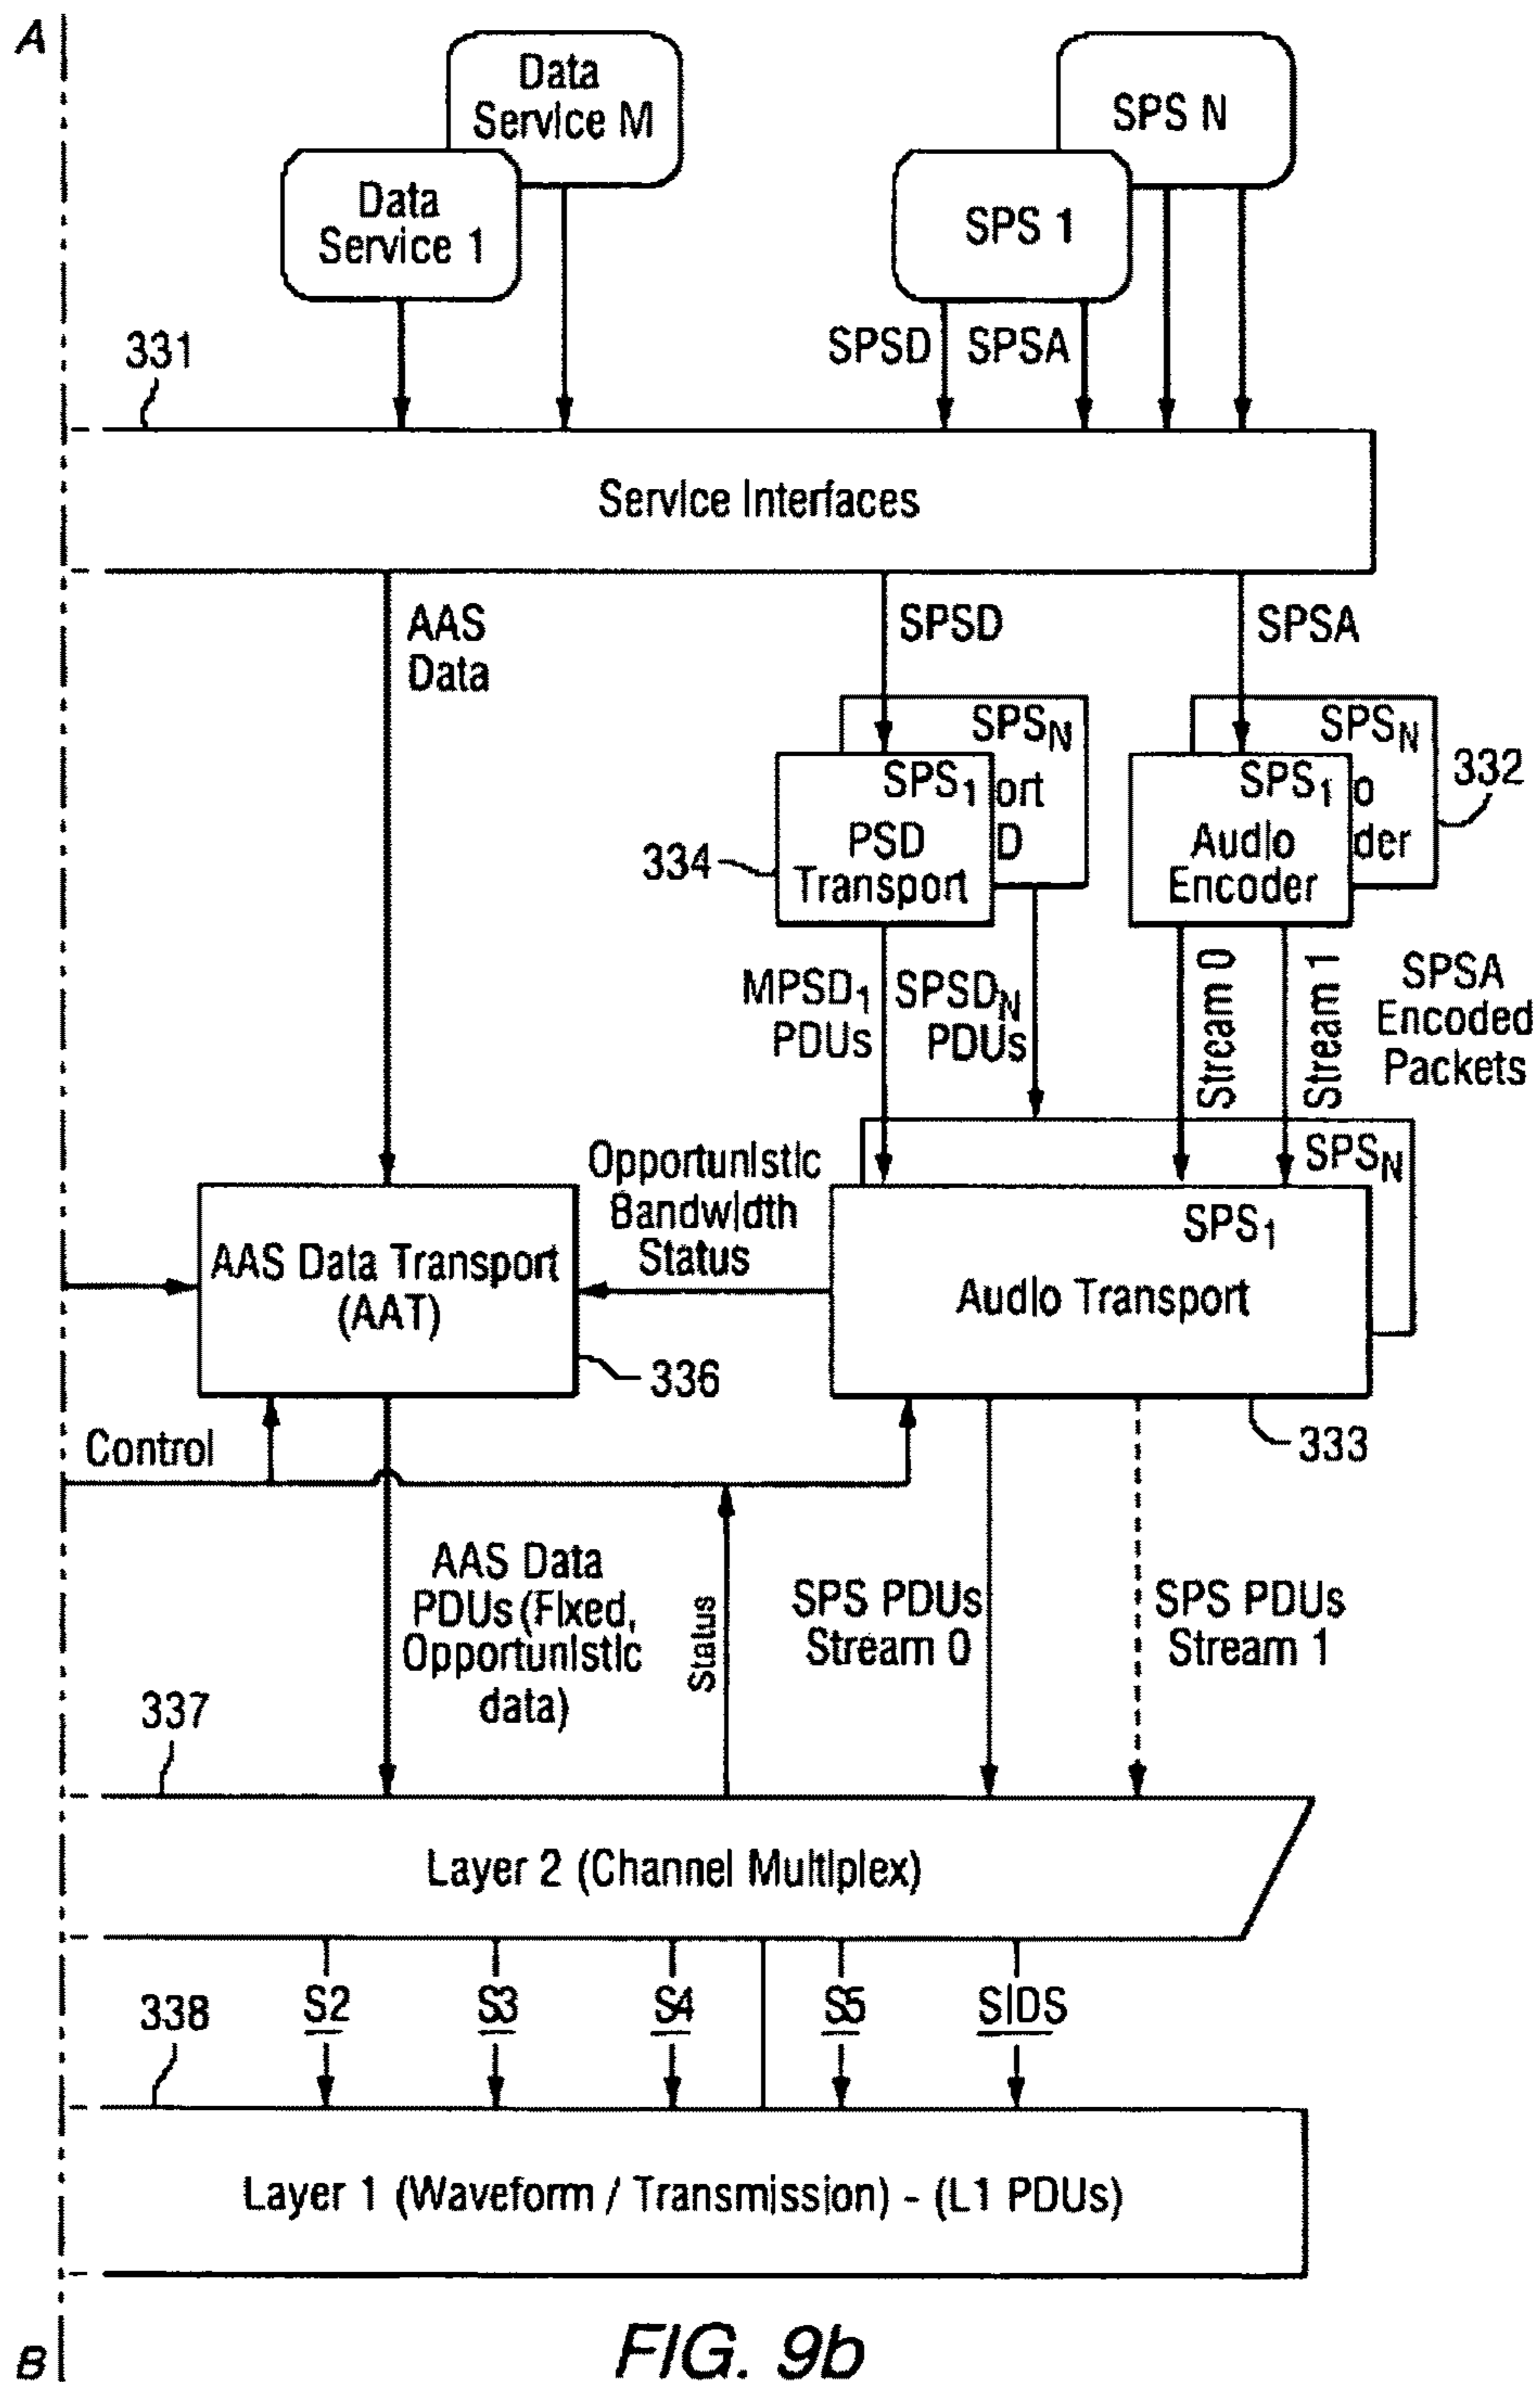 A
Data
Service M
SPS N
Data
Service 1
SPS 1
SPSD
SPSA
331
Service Interfaces
AAS
Data
SPSD
SPSA
SPSN
SPSN
332
SPS1
ort
SPS1
o
334
PSD
D
Audio
der
Transport
Encoder
MPSD1
PDUs
SPSDN
PDUs
Stream 0
Stream 1
SPSA
Encoded
Packets
Opportunistic
Bandwidth
Status
SPSN
SPS1
AAS Data Transport
(AAT)
Audio Transport
336
333
Control
AAS Data
PDUs (Fixed,
Opportunistic
data)
Status
SPS PDUs
Stream 0
SPS PDUs
Stream 1
337
Layer 2 (Channel Multiplex)
338
S2
S3
S4
S5
SIDS
Layer 1 (Waveform / Transmission) - (L1 PDUs)
B
FIG. 9b